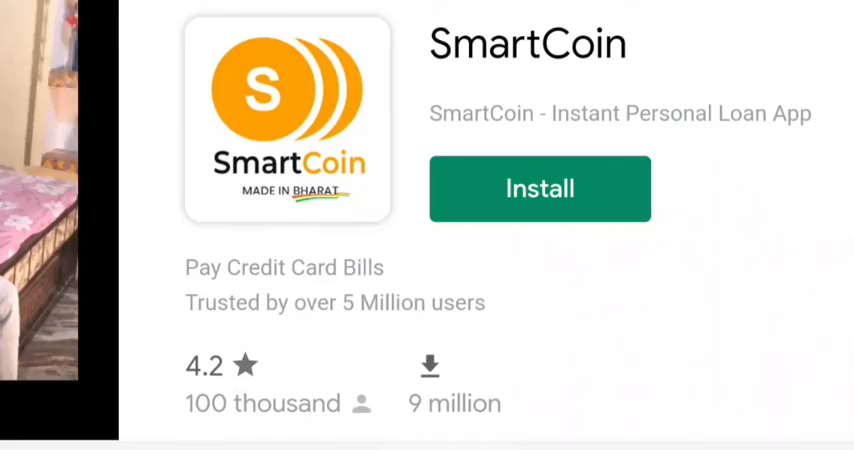 S
SmartCoin
MADE IN BHARAT
SmartCoin
SmartCoin - Instant Personal Loan App
Install
Pay Credit Card Bills
Trusted by over 5 Million users
4.2
100 thousand
9 million